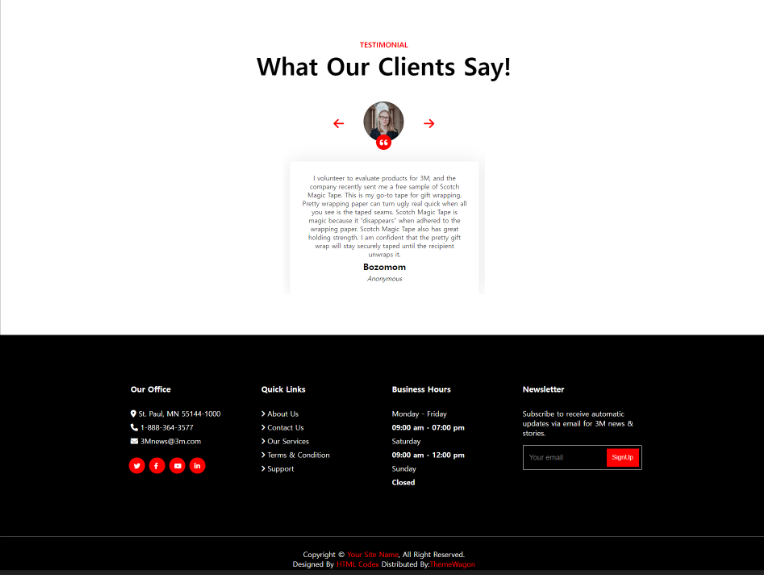 TESTIMONIAL
What Our Clients Say!
I volunteer to evaluate products for 3M, and the
company recently sent me a free sample of Scotch
Magic Tape. This is my go-to tape for gift wrapping.
Pretty wrapping paper can turn ugly real quick when all
you see is the taped seams. Scotch Magic Tape is
magic because it "disappears" when adhered to the
wrapping paper. Scotch Magic Tape also has great
holding strength. I am confident that the pretty gift
wrap will stay securely taped until the recipient
unwraps it.
Bozomom
Anonymous
Our Office
St. Paul, MN 55144-1000
1-888-364-3577
3Mnews@3m.com
Quick Links
About Us
Contact Us
Our Services
Terms & Condition
Support
Business Hours
Monday - Friday
09:00 am - 07:00 pm
Saturday
09:00 am - 12:00 pm
Sunday
Closed
Newsletter
Subscribe to receive automatic
updates via email for 3M news &
stories.
Your email SignUp
Copyright © Your Site Name, All Right Reserved.
Designed By HTML Codex Distributed By:ThemeWagon